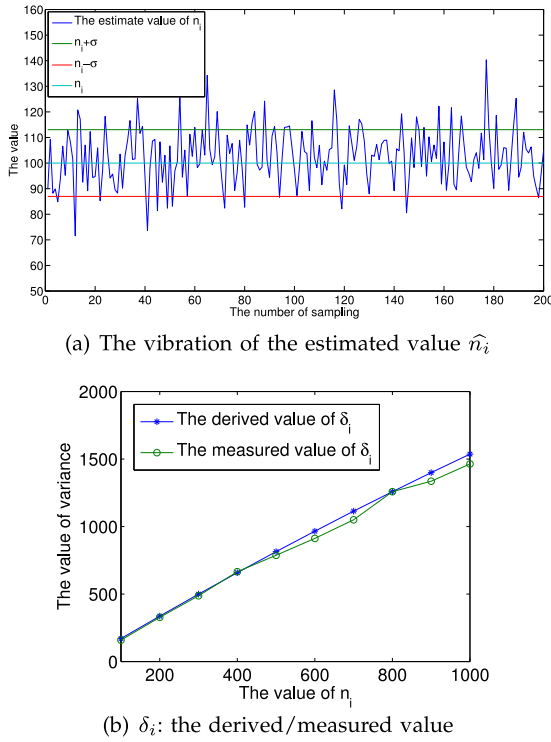 160
150
140
130
120
110
100
90
80
70
60
50
The value
The estimate value of n_i
n_i+σ
n_i−σ
n_i
0 20 40 60 80 100 120 140 160 180 200
The number of sampling
(a) The vibration of the estimated value \widehat{n_i}
2000
1500
1000
500
0
The value of variance
The derived value of δ_i
The measured value of δ_i
200 400 600 800 1000
The value of n_i
(b) δ_i: the derived/measured value